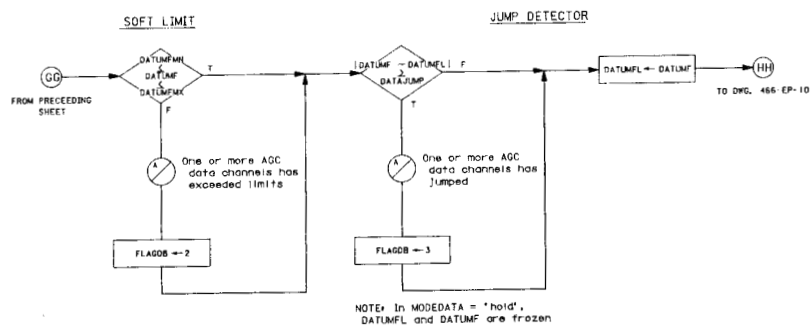 SOFT LIMIT
JUMP DETECTOR
GG
FROM PRECEEDING
SHEET
DATUMFMN
<
DATUMF
<
DATUMFMX
T
F
A
One or more AGC
data channels has
exceeded limits
FLAGDB ← 2
|DATUMF - DATUMFL|
>
DATAJUMP
F
T
A
One or more AGC
data channels has
jumped
FLAGDB ← 3
DATUMFL ← DATUMF
HH
TO DWG. 466-EP-10
NOTE: In MODEDATA = "hold",
DATUMFL and DATUMF are frozen